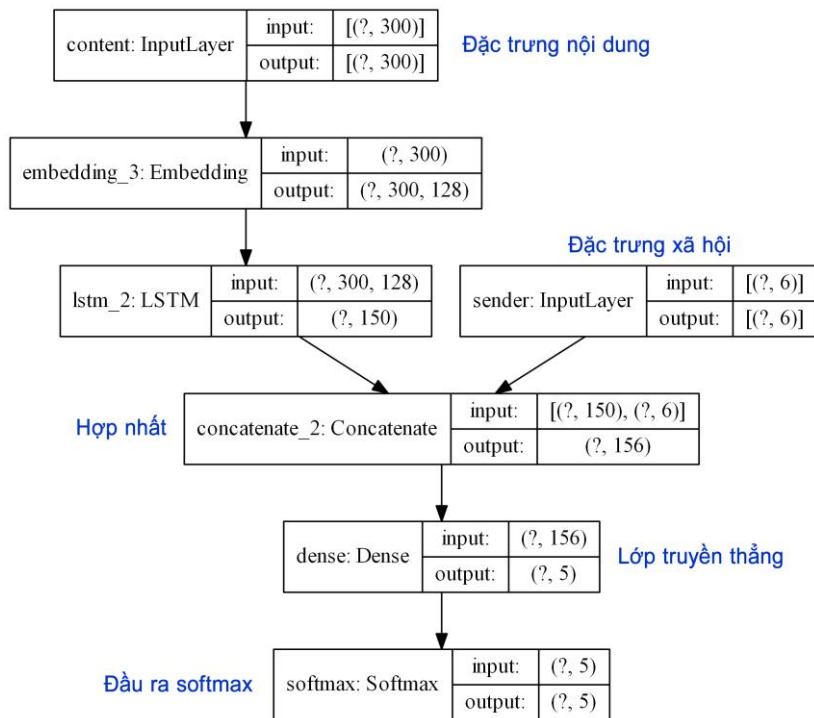 content: InputLayer
input: [(?, 300)]
output: [(?, 300)]
Đặc trưng nội dung
embedding_3: Embedding
input: (?, 300)
output: (?, 300, 128)
Đặc trưng xã hội
lstm_2: LSTM
input: (?, 300, 128)
output: (?, 150)
sender: InputLayer
input: [(?, 6)]
output: [(?, 6)]
Hợp nhất
concatenate_2: Concatenate
input: [(?, 150), (?, 6)]
output: (?, 156)
dense: Dense
input: (?, 156)
output: (?, 5)
Lớp truyền thẳng
Đầu ra softmax
softmax: Softmax
input: (?, 5)
output: (?, 5)